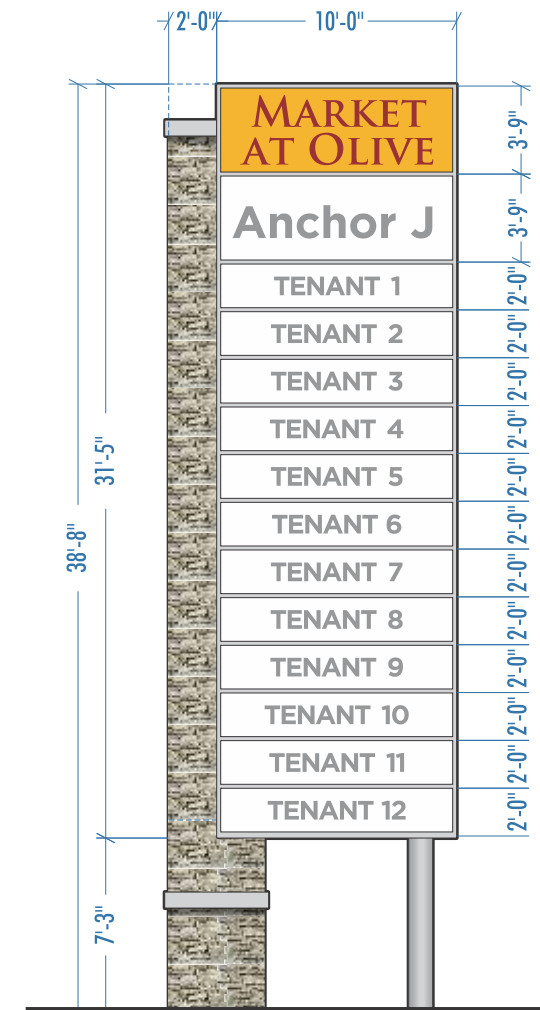 2'-0"
10'-0"
MARKET
AT OLIVE
3'-9"
Anchor J
3'-9"
TENANT 1
2'-0"
TENANT 2
2'-0"
TENANT 3
2'-0"
TENANT 4
2'-0"
TENANT 5
2'-0"
TENANT 6
2'-0"
TENANT 7
2'-0"
TENANT 8
2'-0"
TENANT 9
2'-0"
TENANT 10
2'-0"
TENANT 11
2'-0"
TENANT 12
2'-0"
31'-5"
38'-8"
7'-3"